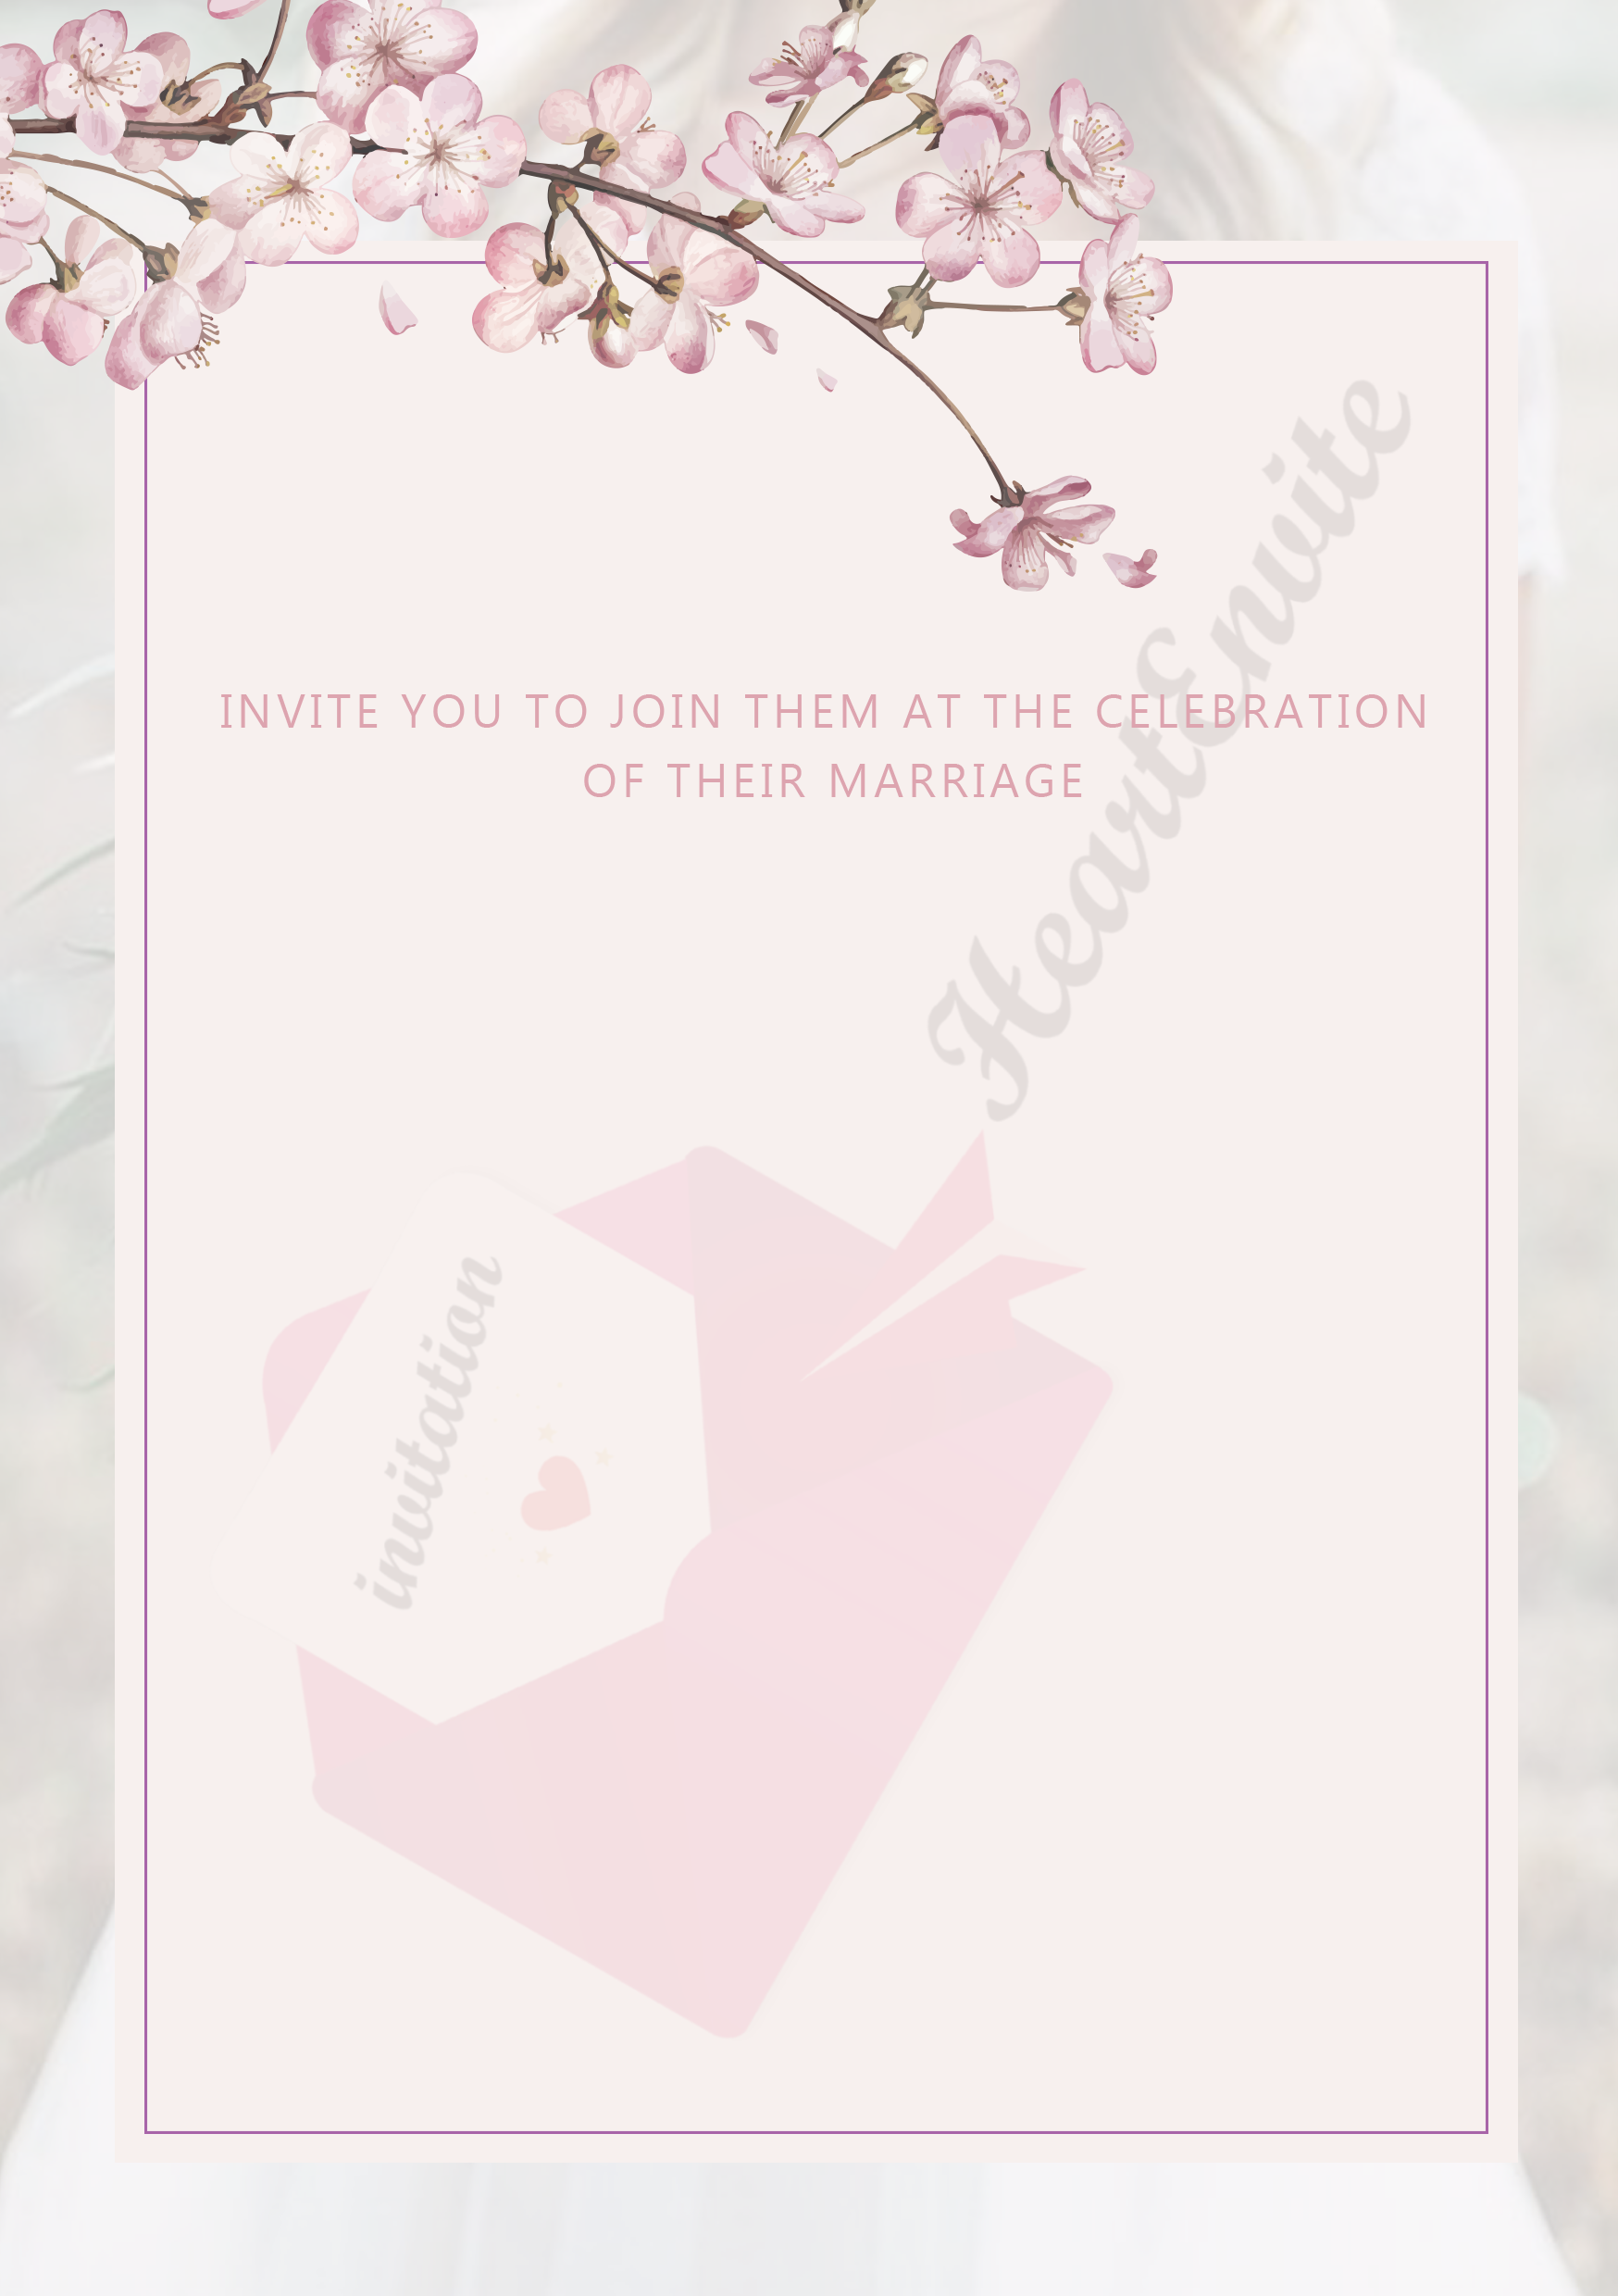 INVITE YOU TO JOIN THEM AT THE CELEBRATION
OF THEIR MARRIAGE
HeartEnvite
invitation